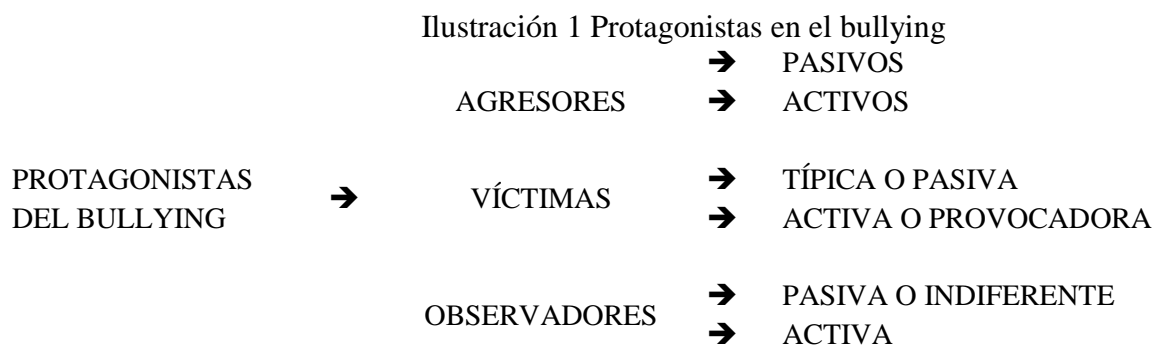 Ilustración 1 Protagonistas en el bullying
➔ PASIVOS
AGRESORES ➔ ACTIVOS
PROTAGONISTAS
DEL BULLYING
➔ VÍCTIMAS
➔ TÍPICA O PASIVA
➔ ACTIVA O PROVOCADORA
OBSERVADORES
➔ PASIVA O INDIFERENTE
➔ ACTIVA